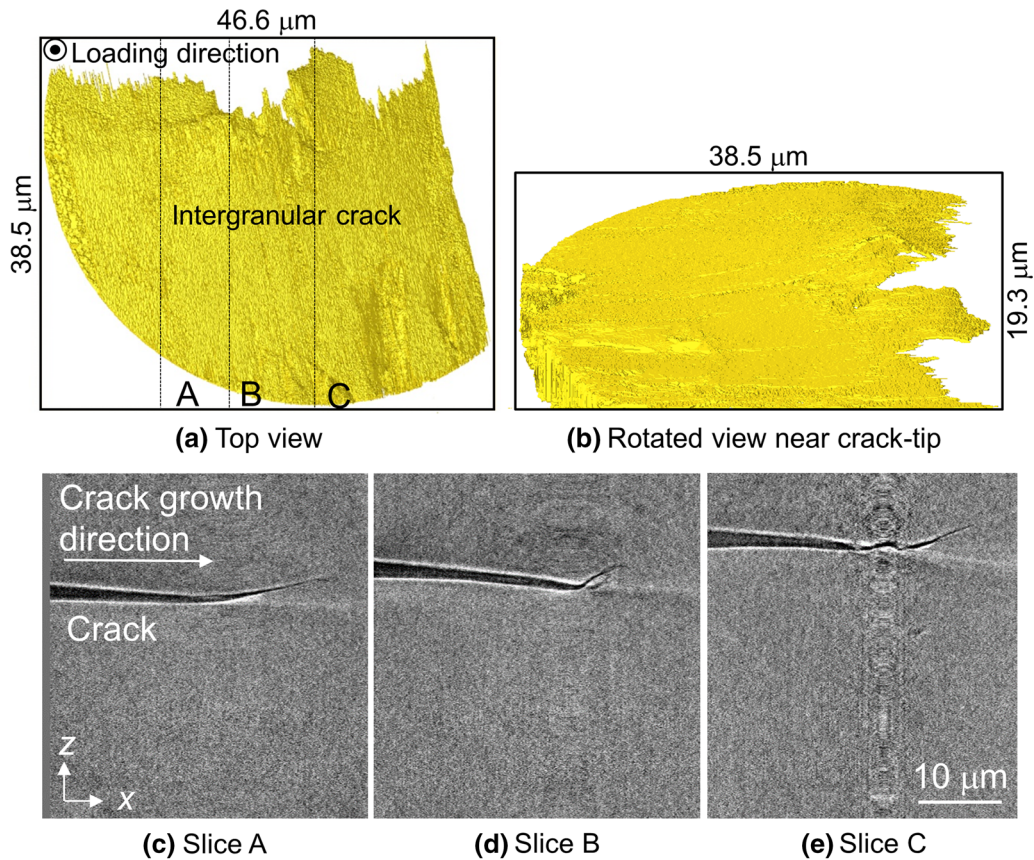 46.6 μm
Loading direction
38.5 μm
Intergranular crack
A B C
(a) Top view
38.5 μm
19.3 μm
(b) Rotated view near crack-tip
Crack growth
direction
Crack
z
x
(c) Slice A
(d) Slice B
10 μm
(e) Slice C